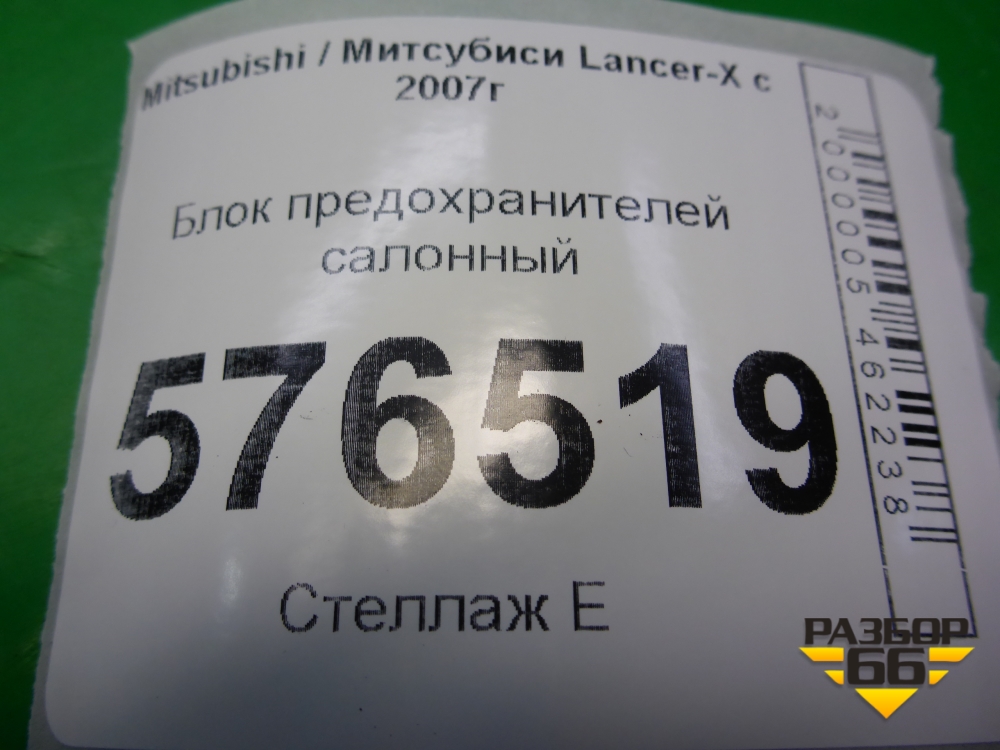 Mitsubishi / Митсубиси Lancer-X с
2007г
Блок предохранителей
салонный
576519
Стеллаж Е
2000005462238
РАЗБОР
66